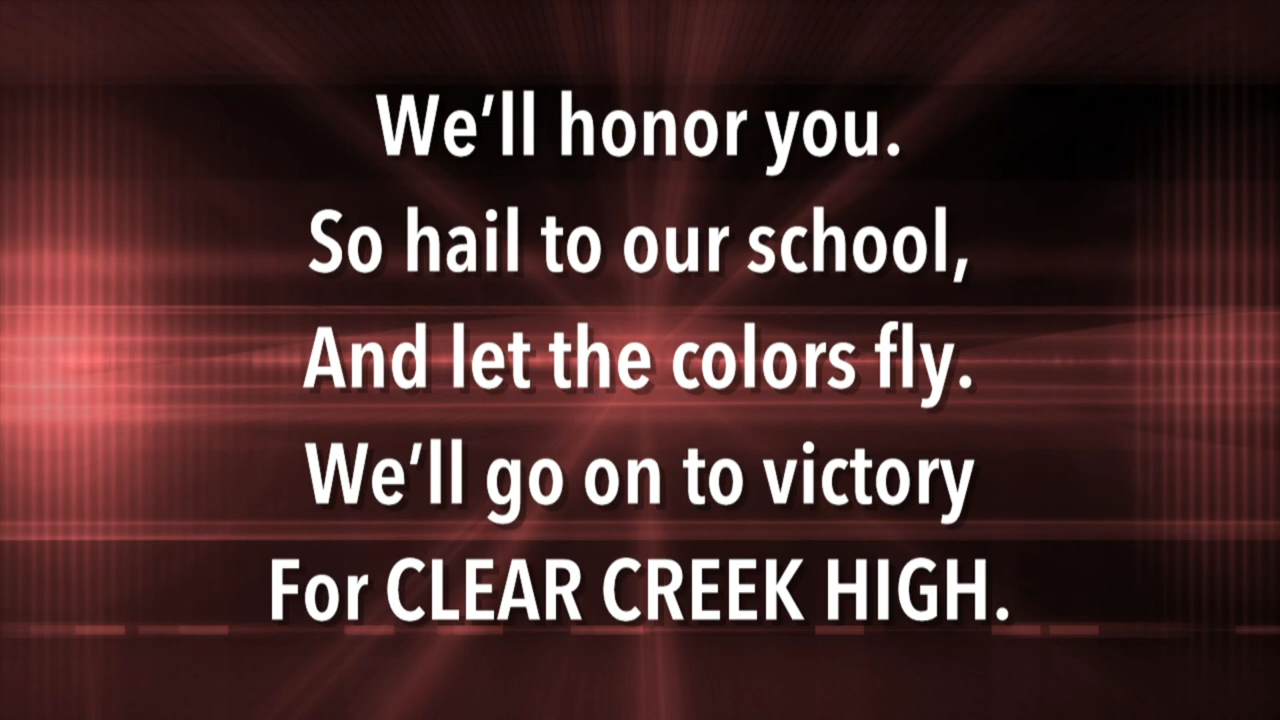 We’ll honor you.
So hail to our school,
And let the colors fly.
We’ll go on to victory
For CLEAR CREEK HIGH.